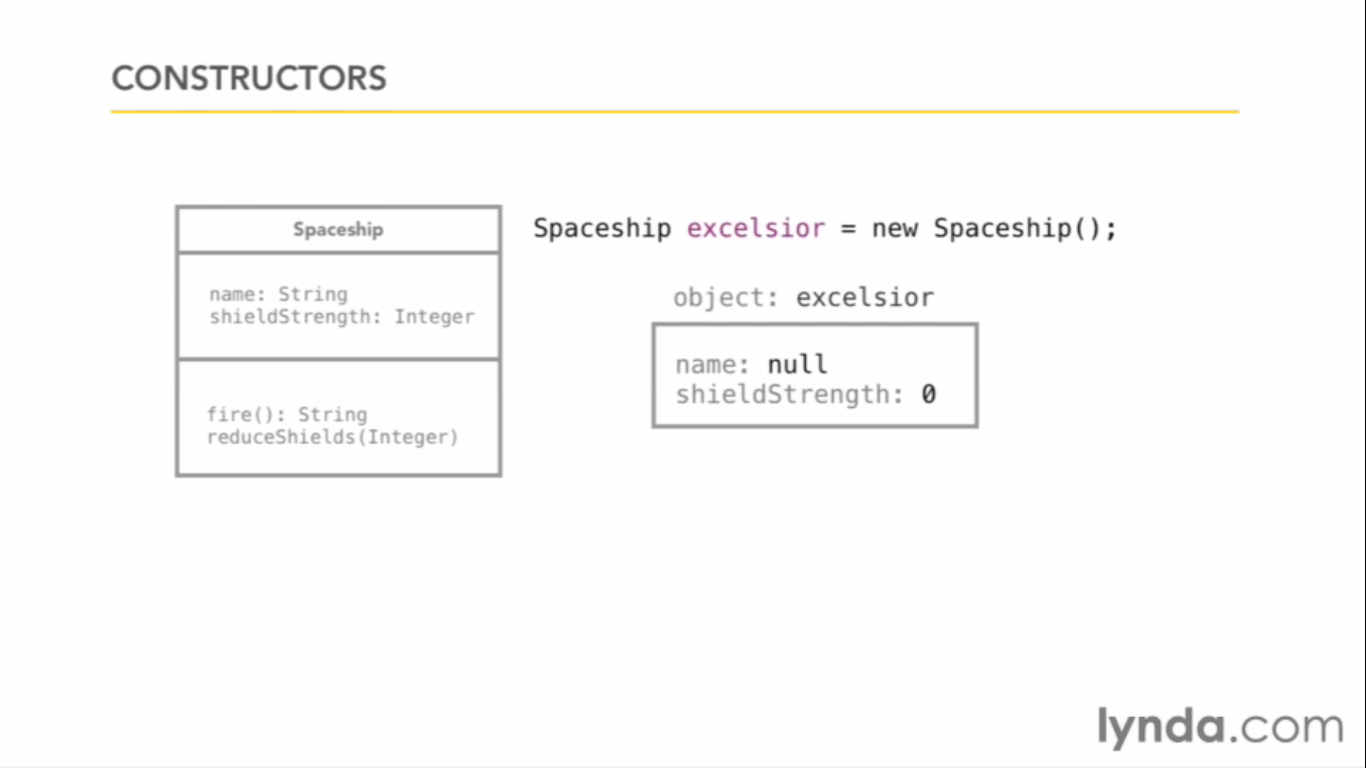 CONSTRUCTORS
Spaceship
name: String
shieldStrength: Integer
fire(): String
reduceShields(Integer)
Spaceship excelsior = new Spaceship();
object: excelsior
name: null
shieldStrength: 0
lynda.com